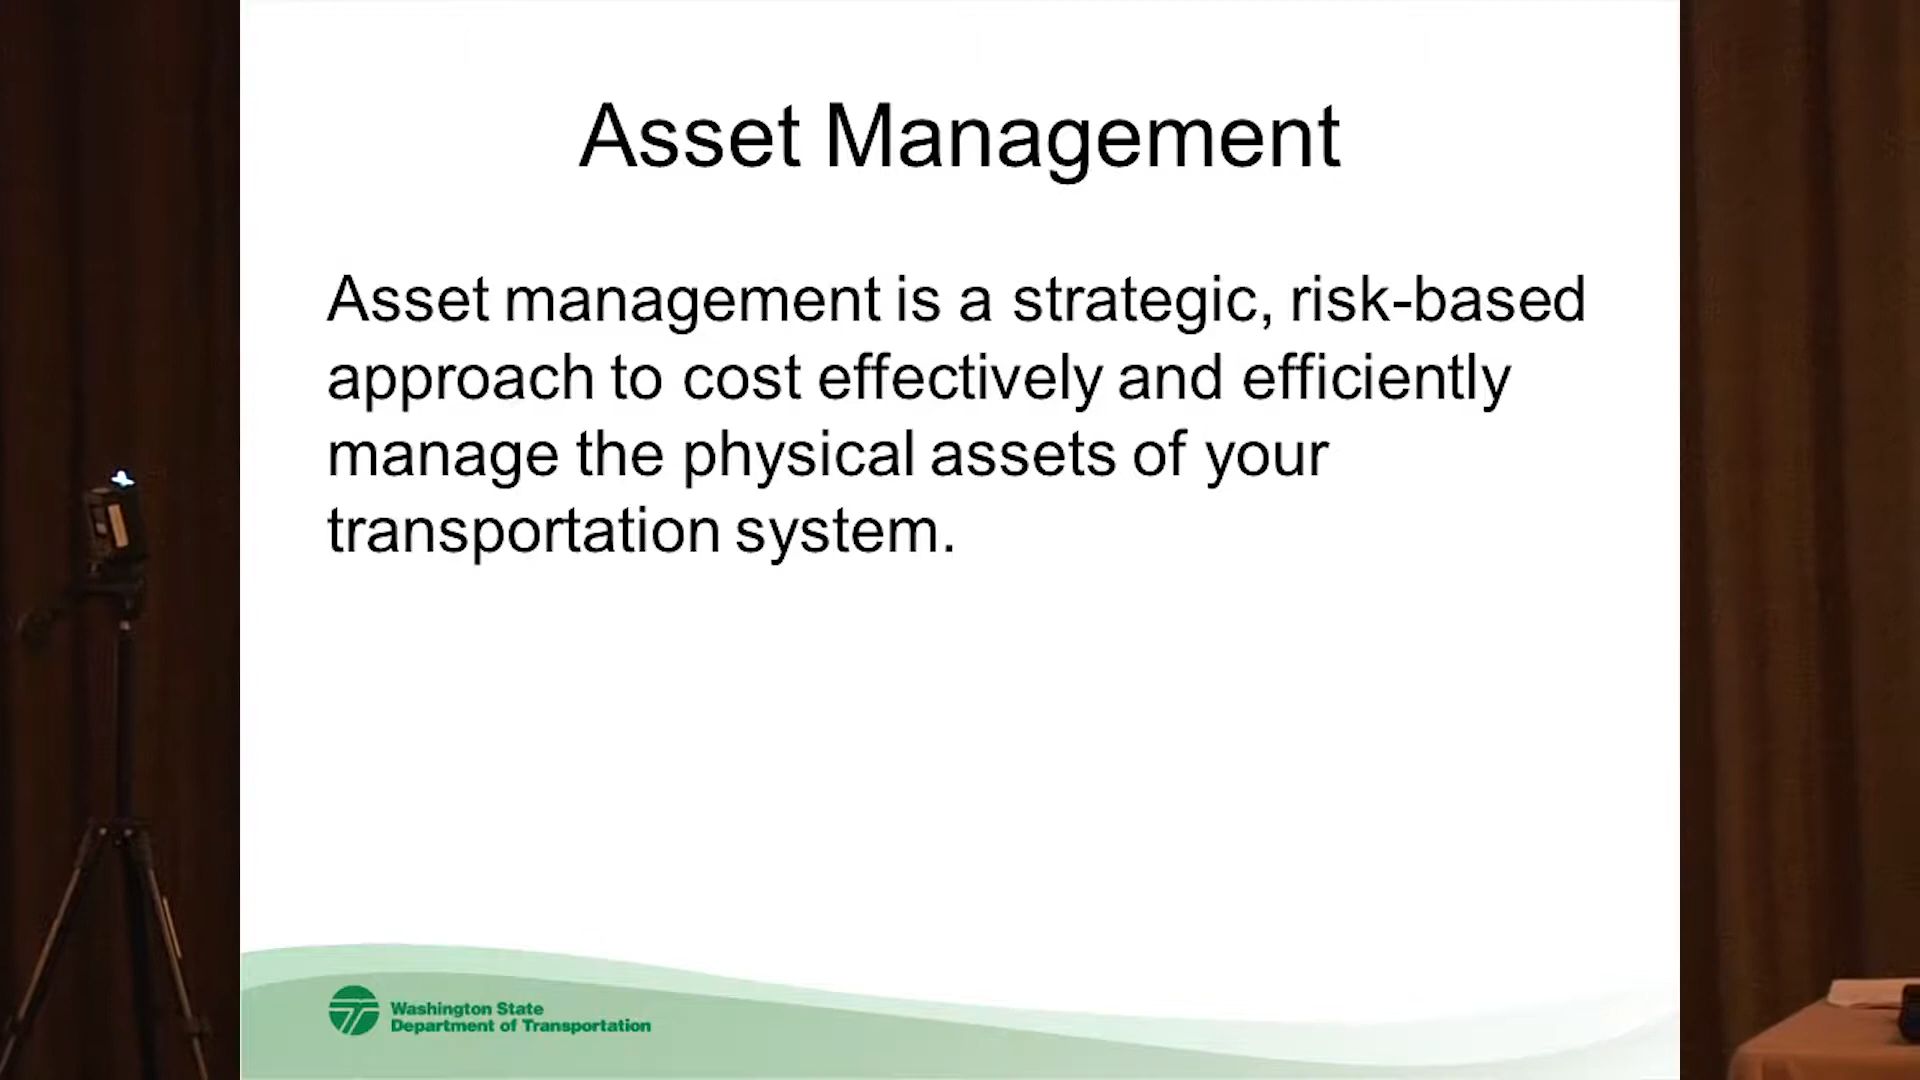 Asset Management
Asset management is a strategic, risk-based
approach to cost effectively and efficiently
manage the physical assets of your
transportation system.
Washington State
Department of Transportation